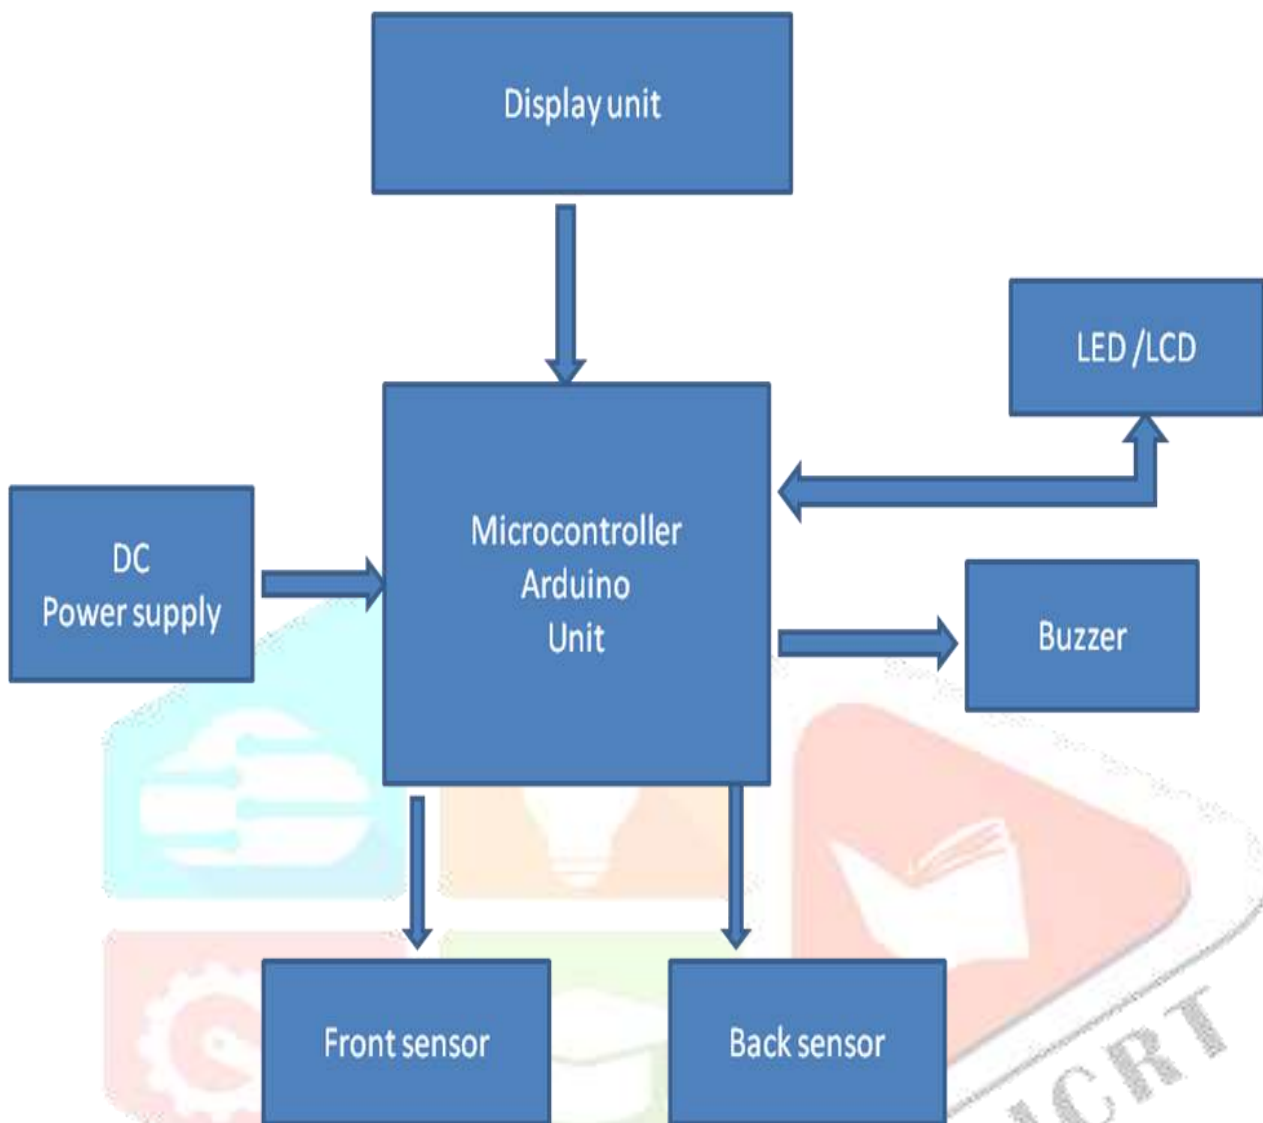 Display unit
LED /LCD
DC
Power supply
Microcontroller
Arduino
Unit
Buzzer
Front sensor
Back sensor